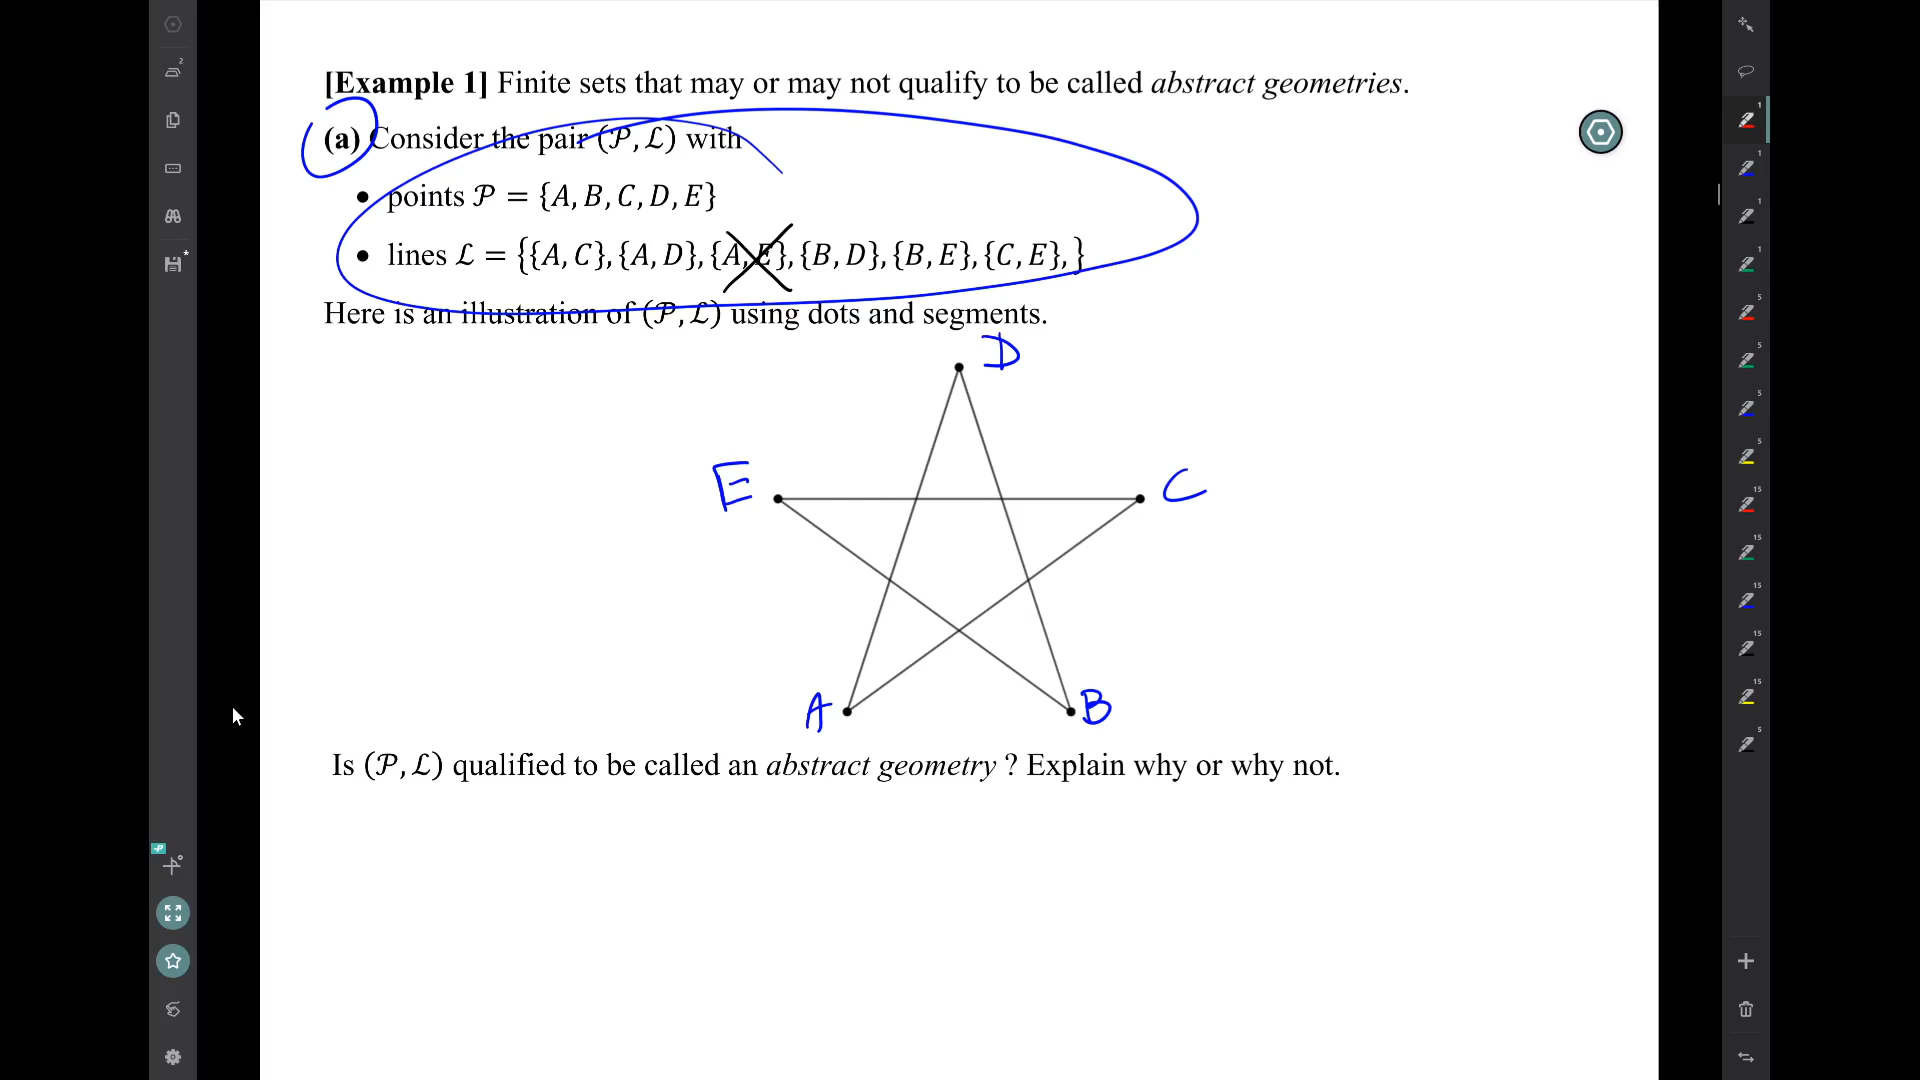 [Example 1] Finite sets that may or may not qualify to be called abstract geometries.
(a) Consider the pair (𝒫, ℒ) with
• points 𝒫 = {A, B, C, D, E}
• lines ℒ = {{A, C}, {A, D}, {A, E}, {B, D}, {B, E}, {C, E}, }
Here is an illustration of (𝒫, ℒ) using dots and segments.
D
E
C
A
B
Is (𝒫, ℒ) qualified to be called an abstract geometry ? Explain why or why not.